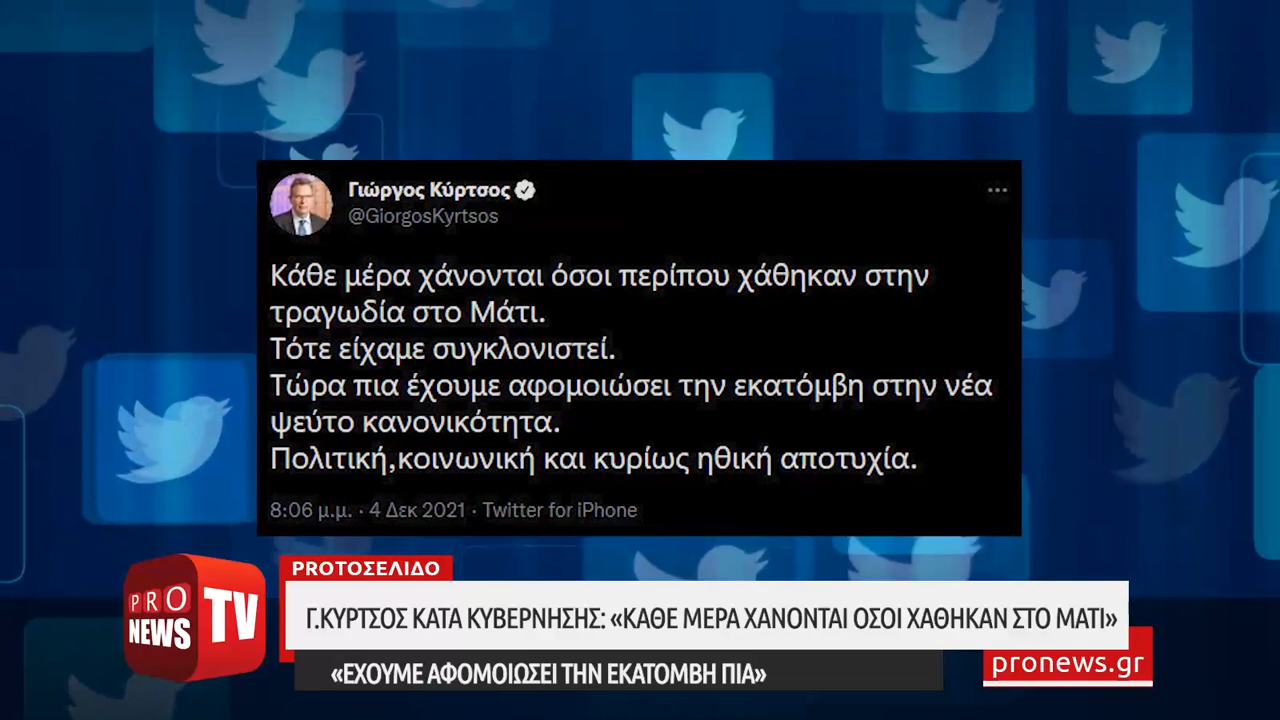 Γιώργος Κύρτσος
@GiorgosKyrtsos
Κάθε μέρα χάνονται όσοι περίπου χάθηκαν στην
τραγωδία στο Μάτι.
Τότε είχαμε συγκλονιστεί.
Τώρα πια έχουμε αφομοιώσει την εκατόμβη στην νέα
ψεύτο κανονικότητα.
Πολιτική,κοινωνική και κυρίως ηθική αποτυχία.
8:06 μ.μ. · 4 Δεκ 2021 · Twitter for iPhone
PROTOΣΕΛΙΔΟ
PRO
NEWS
TV
Γ.ΚΥΡΤΣΟΣ ΚΑΤΑ ΚΥΒΕΡΝΗΣΗΣ: «ΚΑΘΕ ΜΕΡΑ ΧΑΝΟΝΤΑΙ ΟΣΟΙ ΧΑΘΗΚΑΝ ΣΤΟ ΜΑΤΙ»
«ΕΧΟΥΜΕ ΑΦΟΜΟΙΩΣΕΙ ΤΗΝ ΕΚΑΤΟΜΒΗ ΠΙΑ»
pronews.gr